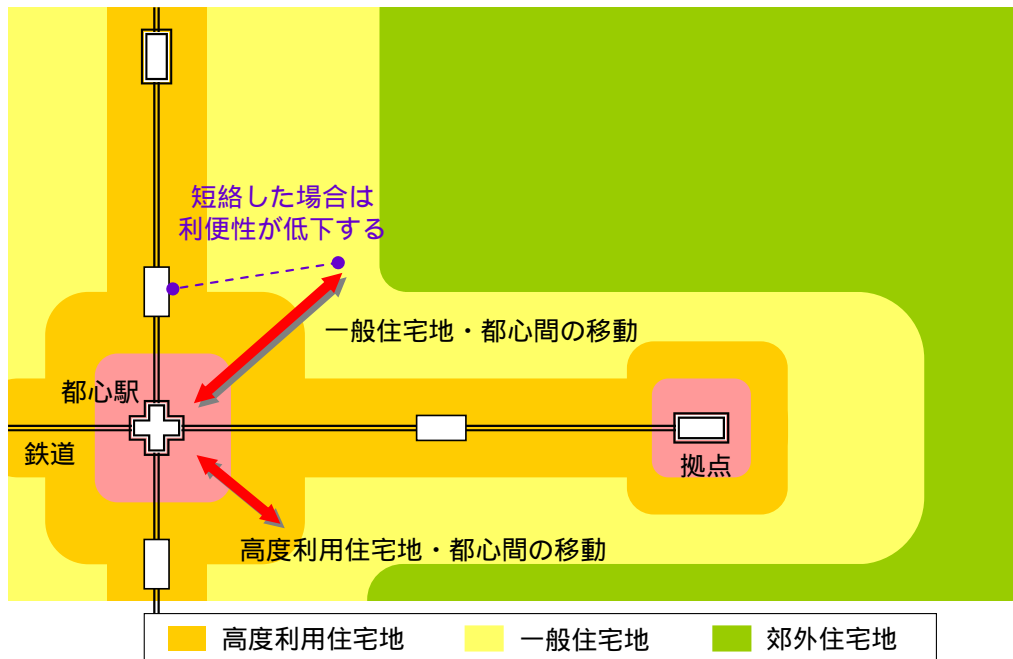 短絡した場合は
利便性が低下する
一般住宅地・都心間の移動
都心駅
鉄道
拠点
高度利用住宅地・都心間の移動
高度利用住宅地
一般住宅地
郊外住宅地